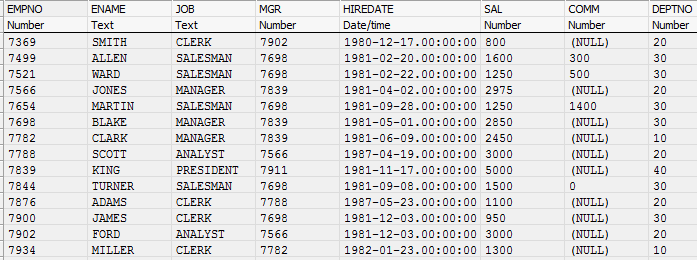 EMPNO ENAME JOB MGR HIREDATE SAL COMM DEPTNO
Number Text Text Number Date/time Number Number Number
7369 SMITH CLERK 7902 1980-12-17.00:00:00 800 (NULL) 20
7499 ALLEN SALESMAN 7698 1981-02-20.00:00:00 1600 300 30
7521 WARD SALESMAN 7698 1981-02-22.00:00:00 1250 500 30
7566 JONES MANAGER 7839 1981-04-02.00:00:00 2975 (NULL) 20
7654 MARTIN SALESMAN 7698 1981-09-28.00:00:00 1250 1400 30
7698 BLAKE MANAGER 7839 1981-05-01.00:00:00 2850 (NULL) 30
7782 CLARK MANAGER 7839 1981-06-09.00:00:00 2450 (NULL) 10
7788 SCOTT ANALYST 7566 1987-04-19.00:00:00 3000 (NULL) 20
7839 KING PRESIDENT 7911 1981-11-17.00:00:00 5000 (NULL) 40
7844 TURNER SALESMAN 7698 1981-09-08.00:00:00 1500 0 30
7876 ADAMS CLERK 7788 1987-05-23.00:00:00 1100 (NULL) 20
7900 JAMES CLERK 7698 1981-12-03.00:00:00 950 (NULL) 30
7902 FORD ANALYST 7566 1981-12-03.00:00:00 3000 (NULL) 20
7934 MILLER CLERK 7782 1982-01-23.00:00:00 1300 (NULL) 10